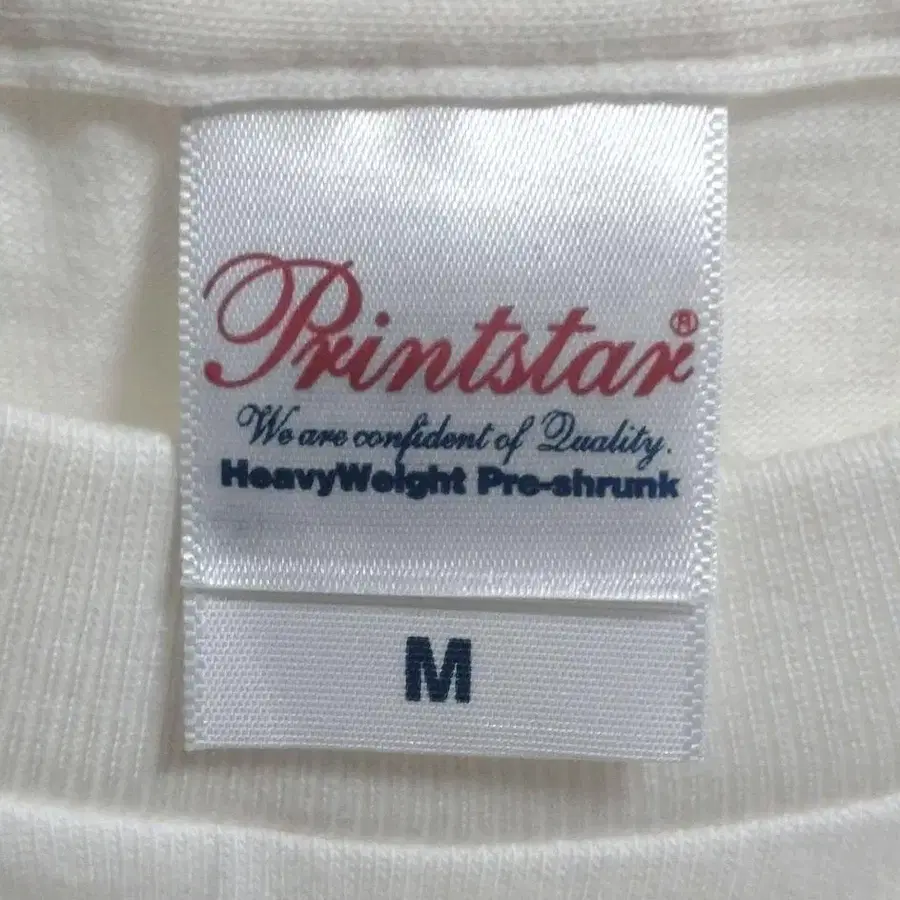 Printstar®
We are confident of Quality.
HeavyWeight Pre-shrunk
M